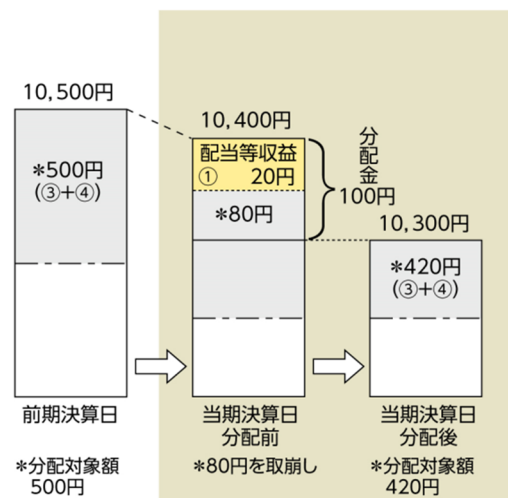 10,500円
*500円
(③+④)
前期決算日
*分配対象額
500円
10,400円
配当等収益
① 20円
*80円
分配金
100円
当期決算日
分配前
*80円を取崩し
10,300円
*420円
(③+④)
当期決算日
分配後
*分配対象額
420円